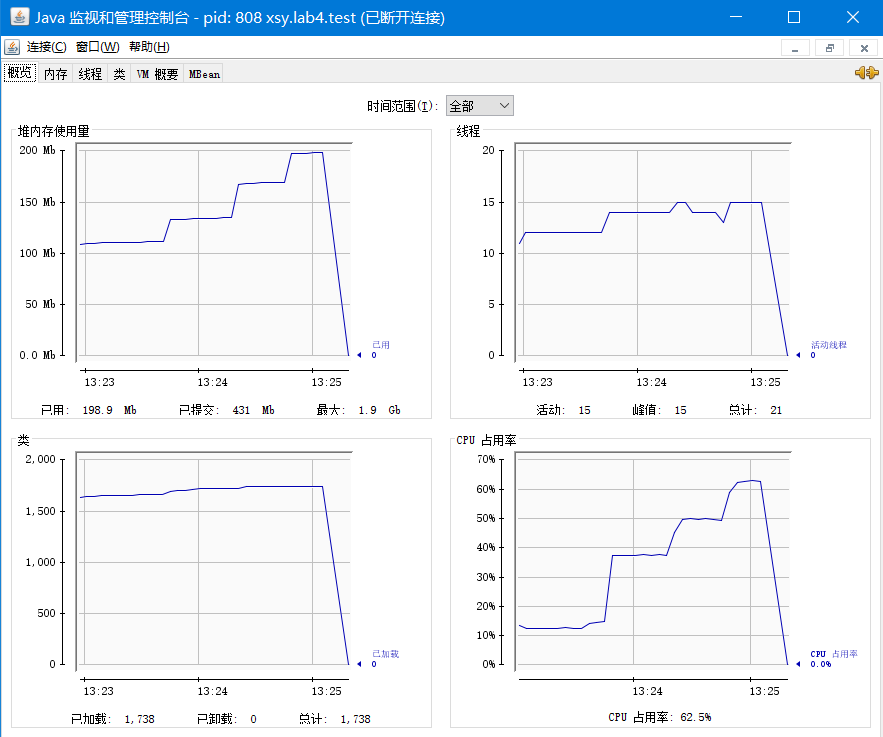 Java 监视和管理控制台 - pid: 808 xsy.lab4.test (已断开连接)
连接(C) 窗口(W) 帮助(H)
概览 内存 线程 类 VM 概要 MBean
时间范围(T): 全部
堆内存使用量
200 Mb
150 Mb
100 Mb
50 Mb
0.0 Mb
已用
0
13:23 13:24 13:25
已用: 198.9 Mb 已提交: 431 Mb 最大: 1.9 Gb
线程
20
15
10
5
0
活动线程
0
13:23 13:24 13:25
活动: 15 峰值: 15 总计: 21
类
2,000
1,500
1,000
500
0
已加载
0
13:23 13:24 13:25
已加载: 1,738 已卸载: 0 总计: 1,738
CPU 占用率
70%
60%
50%
40%
30%
20%
10%
0%
CPU 占用率
0.0%
13:24 13:25
CPU 占用率: 62.5%